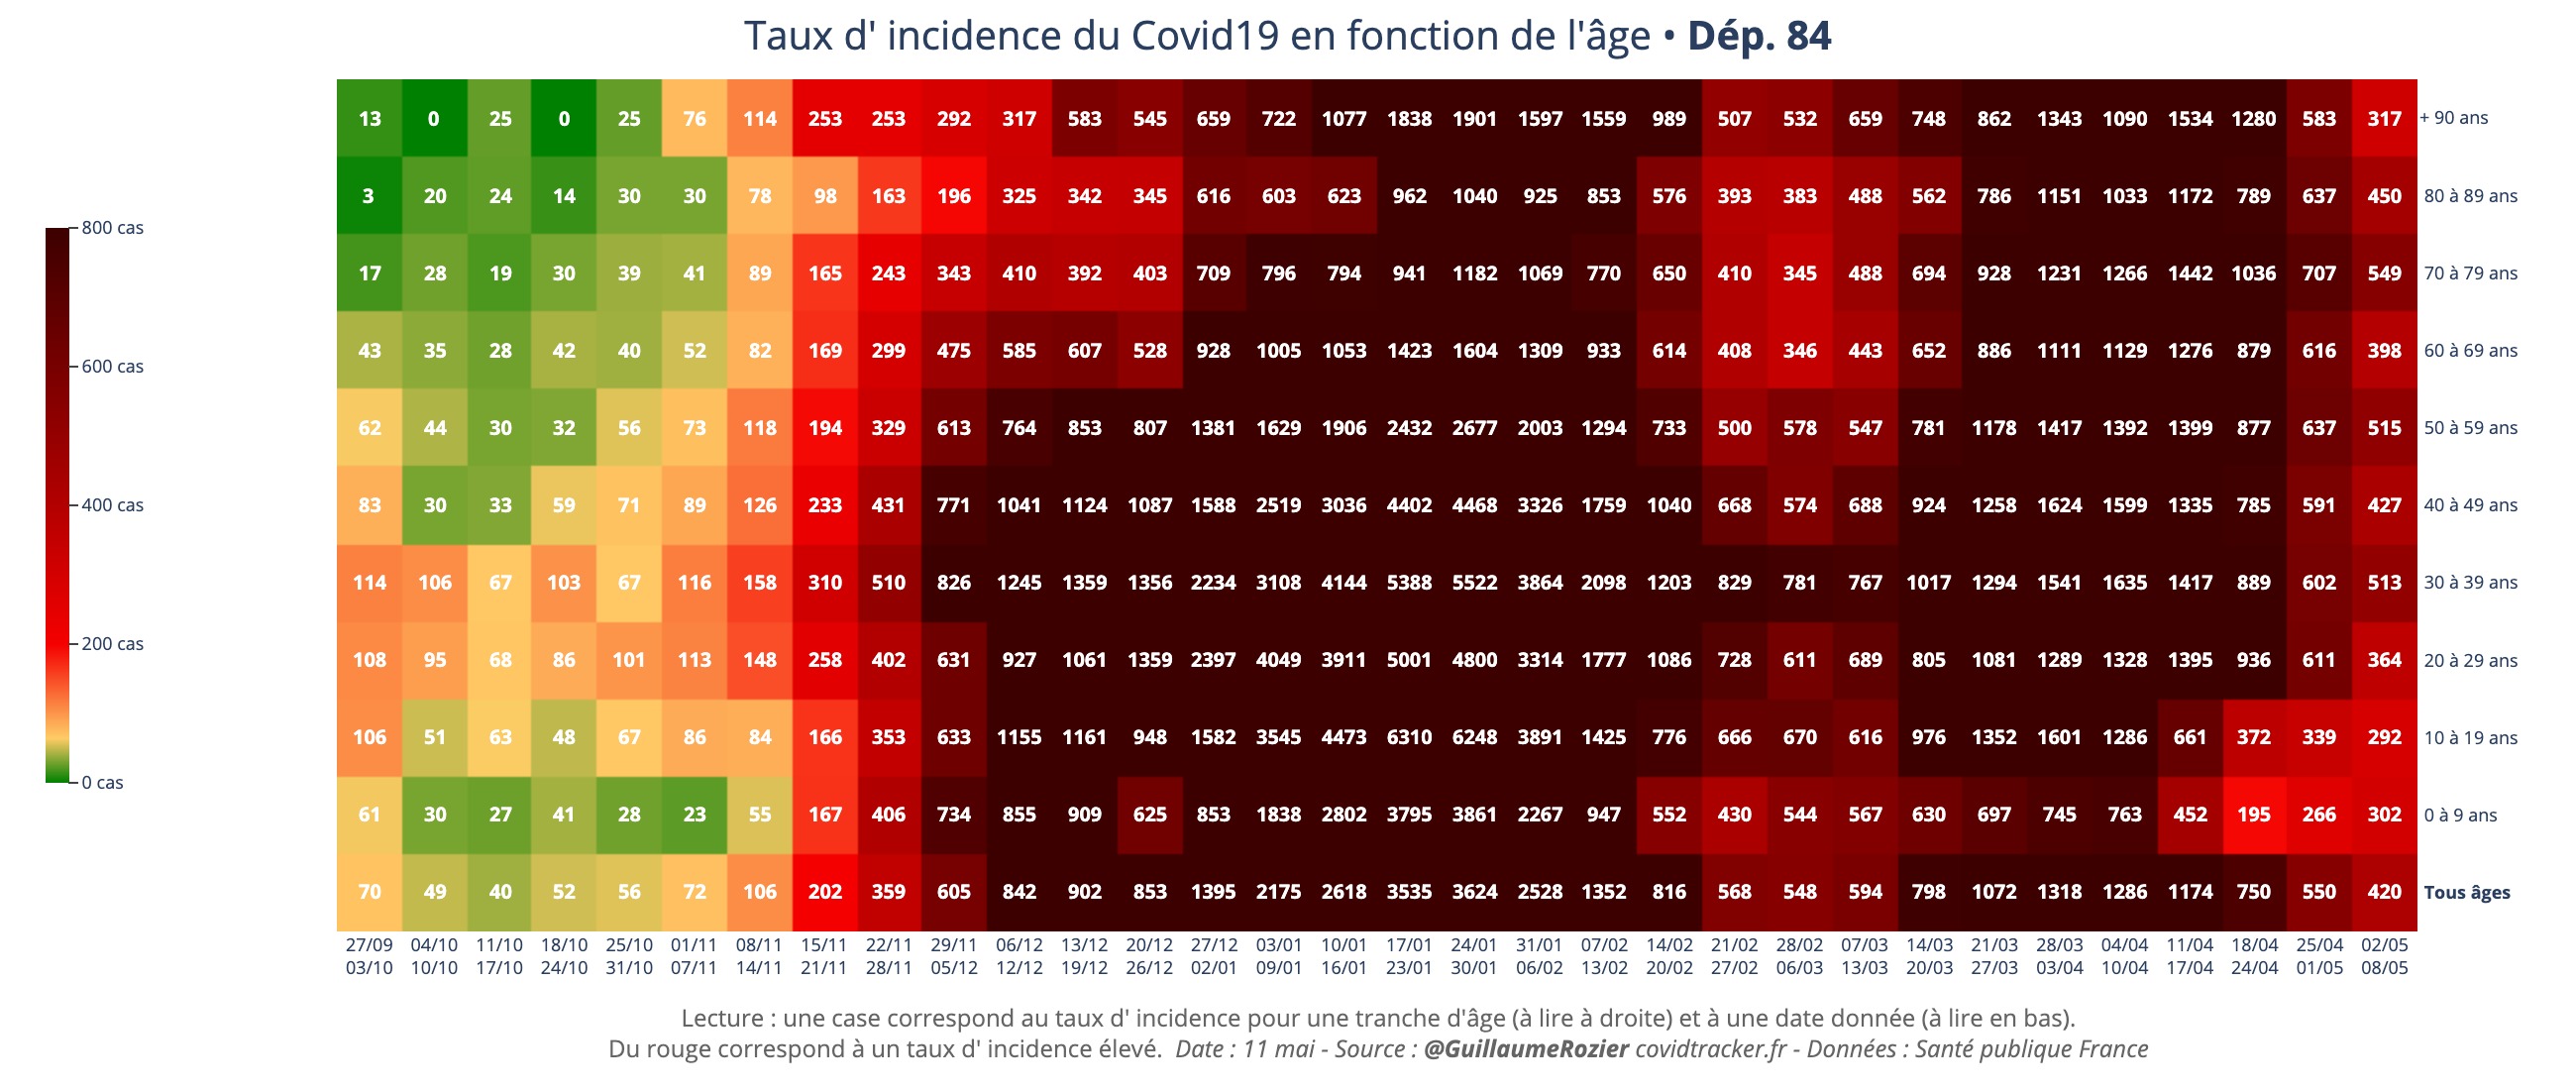 Taux d' incidence du Covid19 en fonction de l'âge • Dép. 84
13 0 25 0 25 76 114 253 253 292 317 583 545 659 722 1077 1838 1901 1597 1559 989 507 532 659 748 862 1343 1090 1534 1280 583 317 + 90 ans
3 20 24 14 30 30 78 98 163 196 325 342 345 616 603 623 962 1040 925 853 576 393 383 488 562 786 1151 1033 1172 789 637 450 80 à 89 ans
800 cas
17 28 19 30 39 41 89 165 243 343 410 392 403 709 796 794 941 1182 1069 770 650 410 345 488 694 928 1231 1266 1442 1036 707 549 70 à 79 ans
43 35 28 42 40 52 82 169 299 475 585 607 528 928 1005 1053 1423 1604 1309 933 614 408 346 443 652 886 1111 1129 1276 879 616 398 60 à 69 ans
600 cas
62 44 30 32 56 73 118 194 329 613 764 853 807 1381 1629 1906 2432 2677 2003 1294 733 500 578 547 781 1178 1417 1392 1399 877 637 515 50 à 59 ans
400 cas
83 30 33 59 71 89 126 233 431 771 1041 1124 1087 1588 2519 3036 4402 4468 3326 1759 1040 668 574 688 924 1258 1624 1599 1335 785 591 427 40 à 49 ans
114 106 67 103 67 116 158 310 510 826 1245 1359 1356 2234 3108 4144 5388 5522 3864 2098 1203 829 781 767 1017 1294 1541 1635 1417 889 602 513 30 à 39 ans
200 cas
108 95 68 86 101 113 148 258 402 631 927 1061 1359 2397 4049 3911 5001 4800 3314 1777 1086 728 611 689 805 1081 1289 1328 1395 936 611 364 20 à 29 ans
106 51 63 48 67 86 84 166 353 633 1155 1161 948 1582 3545 4473 6310 6248 3891 1425 776 666 670 616 976 1352 1601 1286 661 372 339 292 10 à 19 ans
0 cas
61 30 27 41 28 23 55 167 406 734 855 909 625 853 1838 2802 3795 3861 2267 947 552 430 544 567 630 697 745 763 452 195 266 302 0 à 9 ans
70 49 40 52 56 72 106 202 359 605 842 902 853 1395 2175 2618 3535 3624 2528 1352 816 568 548 594 798 1072 1318 1286 1174 750 550 420 Tous âges
27/09 04/10 11/10 18/10 25/10 01/11 08/11 15/11 22/11 29/11 06/12 13/12 20/12 27/12 03/01 10/01 17/01 24/01 31/01 07/02 14/02 21/02 28/02 07/03 14/03 21/03 28/03 04/04 11/04 18/04 25/04 02/05
03/10 10/10 17/10 24/10 31/10 07/11 14/11 21/11 28/11 05/12 12/12 19/12 26/12 02/01 09/01 16/01 23/01 30/01 06/02 13/02 20/02 27/02 06/03 13/03 20/03 27/03 03/04 10/04 17/04 24/04 01/05 08/05
Lecture : une case correspond au taux d' incidence pour une tranche d'âge (à lire à droite) et à une date donnée (à lire en bas).
Du rouge correspond à un taux d' incidence élevé. Date : 11 mai - Source : @GuillaumeRozier covidtracker.fr - Données : Santé publique France